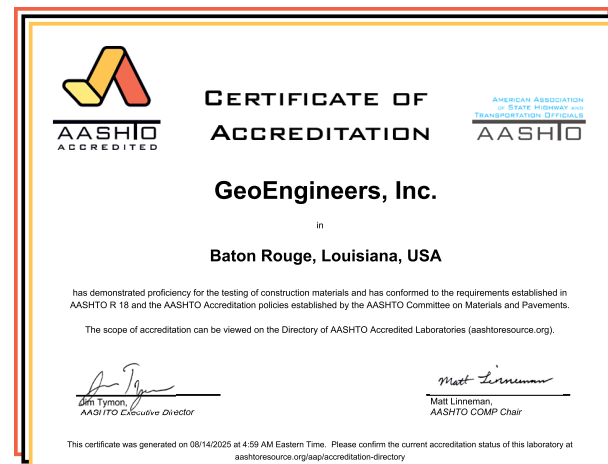 AASHTO
ACCREDITED
CERTIFICATE OF
ACCREDITATION
AMERICAN ASSOCIATION
OF STATE HIGHWAY AND
TRANSPORTATION OFFICIALS
AASHTO
GeoEngineers, Inc.
in
Baton Rouge, Louisiana, USA
has demonstrated proficiency for the testing of construction materials and has conformed to the requirements established in
AASHTO R 18 and the AASHTO Accreditation policies established by the AASHTO Committee on Materials and Pavements.
The scope of accreditation can be viewed on the Directory of AASHTO Accredited Laboratories (aashtoresource.org).
Jim Tymon
Jim Tymon,
AASHTO Executive Director
Matt Linneman
Matt Linneman,
AASHTO COMP Chair
This certificate was generated on 08/14/2025 at 4:59 AM Eastern Time. Please confirm the current accreditation status of this laboratory at
aashtoresource.org/aap/accreditation-directory